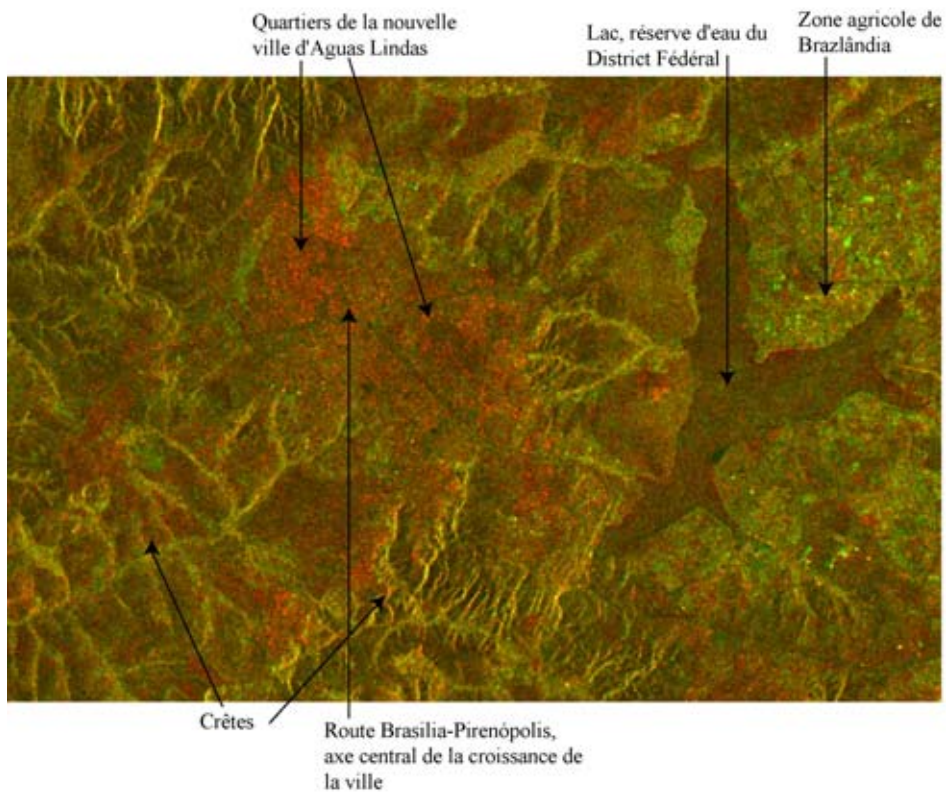 Quartiers de la nouvelle
ville d'Aguas Lindas
Lac, réserve d'eau du
District Fédéral
Zone agricole de
Brazlândia
Crêtes
Route Brasilia-Pirenópolis,
axe central de la croissance de
la ville